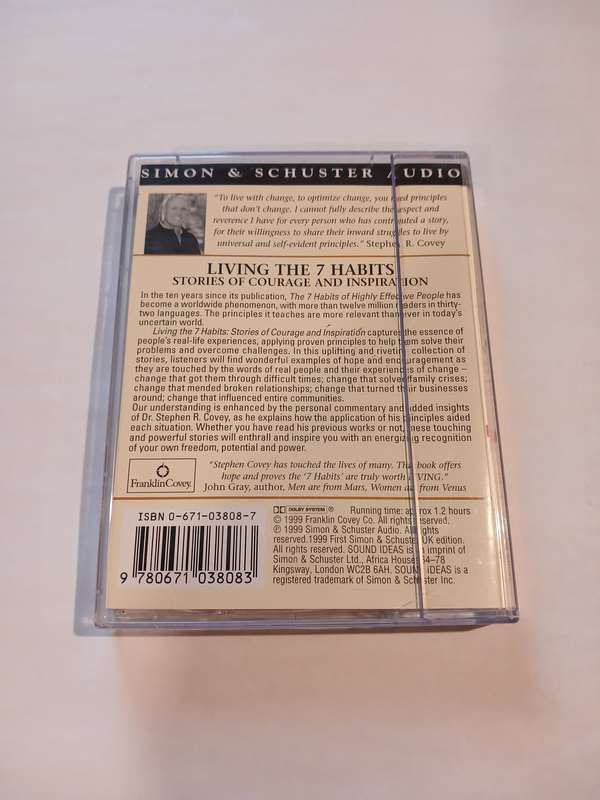 SIMON & SCHUSTER AUDIO
"To live with change, to optimize change, you need principles
that don't change. I cannot fully describe the respect and
reverence I have for every person who has contributed a story,
for their willingness to share their inward struggles to live by
universal and self-evident principles." Stephen R. Covey
LIVING THE 7 HABITS
STORIES OF COURAGE AND INSPIRATION
In the ten years since its publication, The 7 Habits of Highly Effective People has
become a worldwide phenomenon, with more than twelve million readers in thirty-
two languages. The principles it teaches are more relevant than ever in today's
uncertain world.
Living the 7 Habits: Stories of Courage and Inspiration captures the essence of
people's real-life experiences, applying proven principles to help them solve their
problems and overcome challenges. In this uplifting and riveting collection of
stories, listeners will find wonderful examples of hope and encouragement as
they are touched by the words of real people and their experiences of change –
change that got them through difficult times; change that solved family crises;
change that mended broken relationships; change that turned their businesses
around; change that influenced entire communities.
Our understanding is enhanced by the personal commentary and added insights
of Dr. Stephen R. Covey, as he explains how the application of his principles aided
each situation. Whether you have read his previous works or not, these touching
and powerful stories will enthrall and inspire you with an energizing recognition
of your own freedom, potential and power.
FranklinCovey.
"Stephen Covey has touched the lives of many. This book offers
hope and proves the '7 Habits' are truly worth LIVING."
John Gray, author, Men are from Mars, Women are from Venus
ISBN 0-671-03808-7
9 780671 038083
DOLBY SYSTEM Running time: approx 1.2 hours
© 1999 Franklin Covey Co. All rights reserved.
℗ 1999 Simon & Schuster Audio. All rights
reserved. 1999 First Simon & Schuster UK edition.
All rights reserved. SOUND IDEAS is an imprint of
Simon & Schuster Ltd., Africa House, 64–78
Kingsway, London WC2B 6AH. SOUND IDEAS is a
registered trademark of Simon & Schuster Inc.